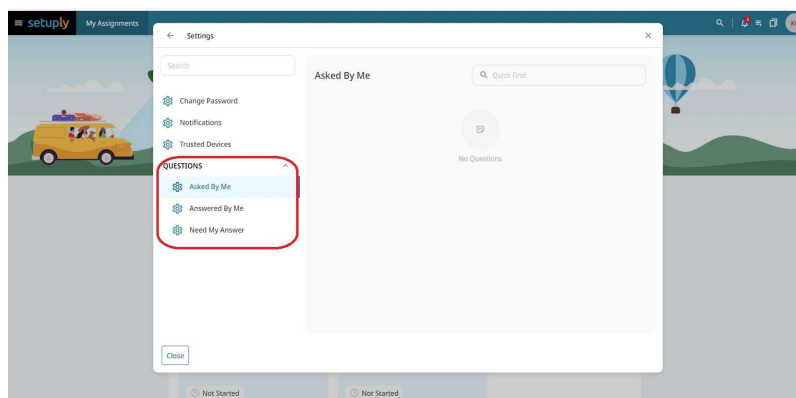 setuply
My Assignments
Settings
Search
Change Password
Notifications
Trusted Devices
QUESTIONS
Asked By Me
Answered By Me
Need My Answer
Asked By Me
Quick Find
No Questions
Close
Not Started
Not Started